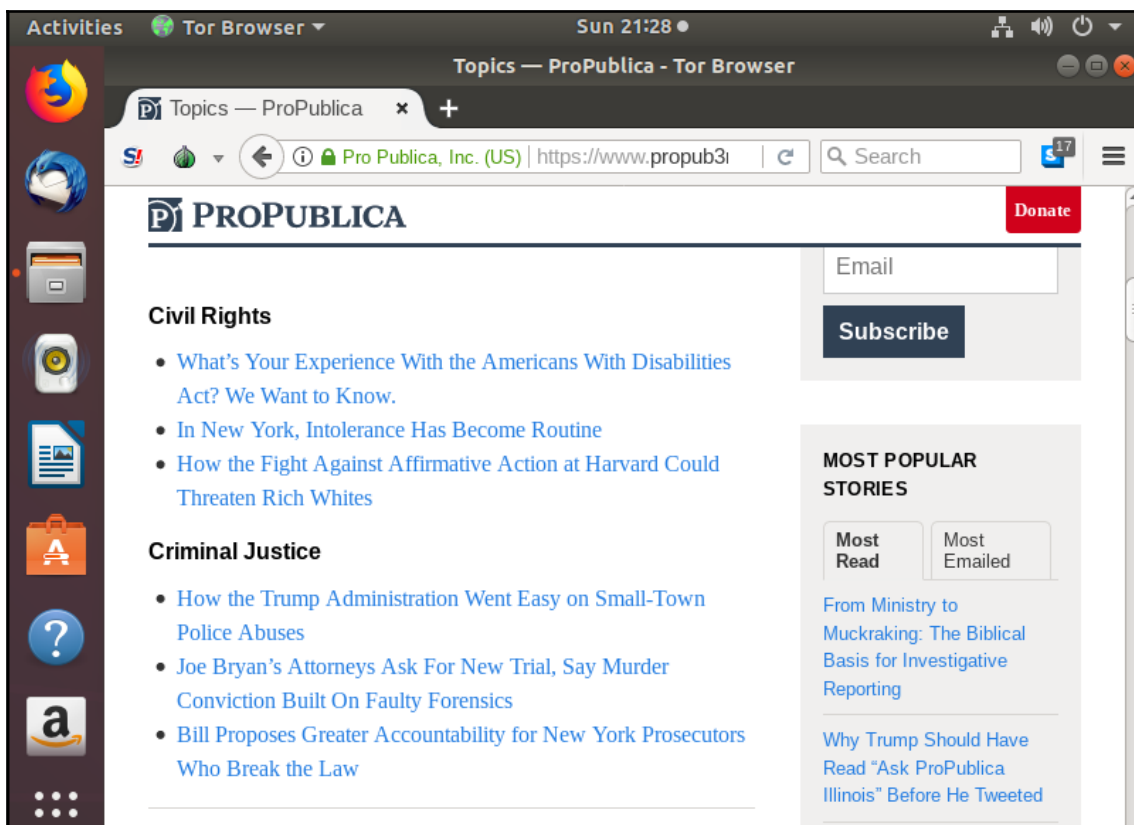 Activities Tor Browser Sun 21:28
Topics — ProPublica - Tor Browser
Topics — ProPublica
S! Pro Publica, Inc. (US) https://www.propub3r Search S 17
PROPUBLICA
Donate
Civil Rights
What’s Your Experience With the Americans With Disabilities
Act? We Want to Know.
In New York, Intolerance Has Become Routine
How the Fight Against Affirmative Action at Harvard Could
Threaten Rich Whites
Criminal Justice
How the Trump Administration Went Easy on Small-Town
Police Abuses
Joe Bryan’s Attorneys Ask For New Trial, Say Murder
Conviction Built On Faulty Forensics
Bill Proposes Greater Accountability for New York Prosecutors
Who Break the Law
Email
Subscribe
MOST POPULAR
STORIES
Most
Read
Most
Emailed
From Ministry to
Muckraking: The Biblical
Basis for Investigative
Reporting
Why Trump Should Have
Read “Ask ProPublica
Illinois” Before He Tweeted